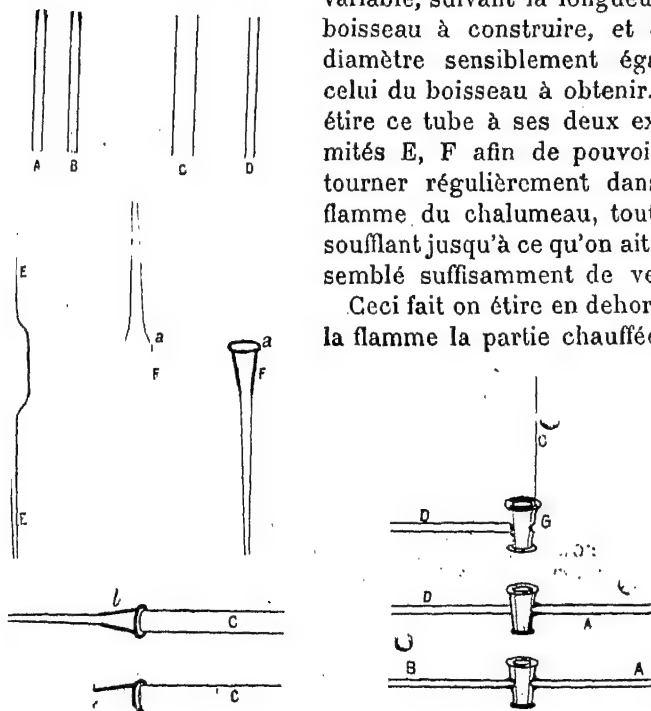 variable, suivant la longueu
boisseau à construire, et
diamètre sensiblement éga
celui du boisseau à obtenir.
étire ce tube à ses deux ex
mités E, F afin de pouvoi
tourner régulièrement dans
flamme du chalumeau, tout
soufflant jusqu'à ce qu'on ait
semblé suffisamment de ve
Ceci fait on étire en dehor
la flamme la partie chauffée
A B C D
E
a
F
a
F
E
C
D
G
l
C
D
A
C
B
A